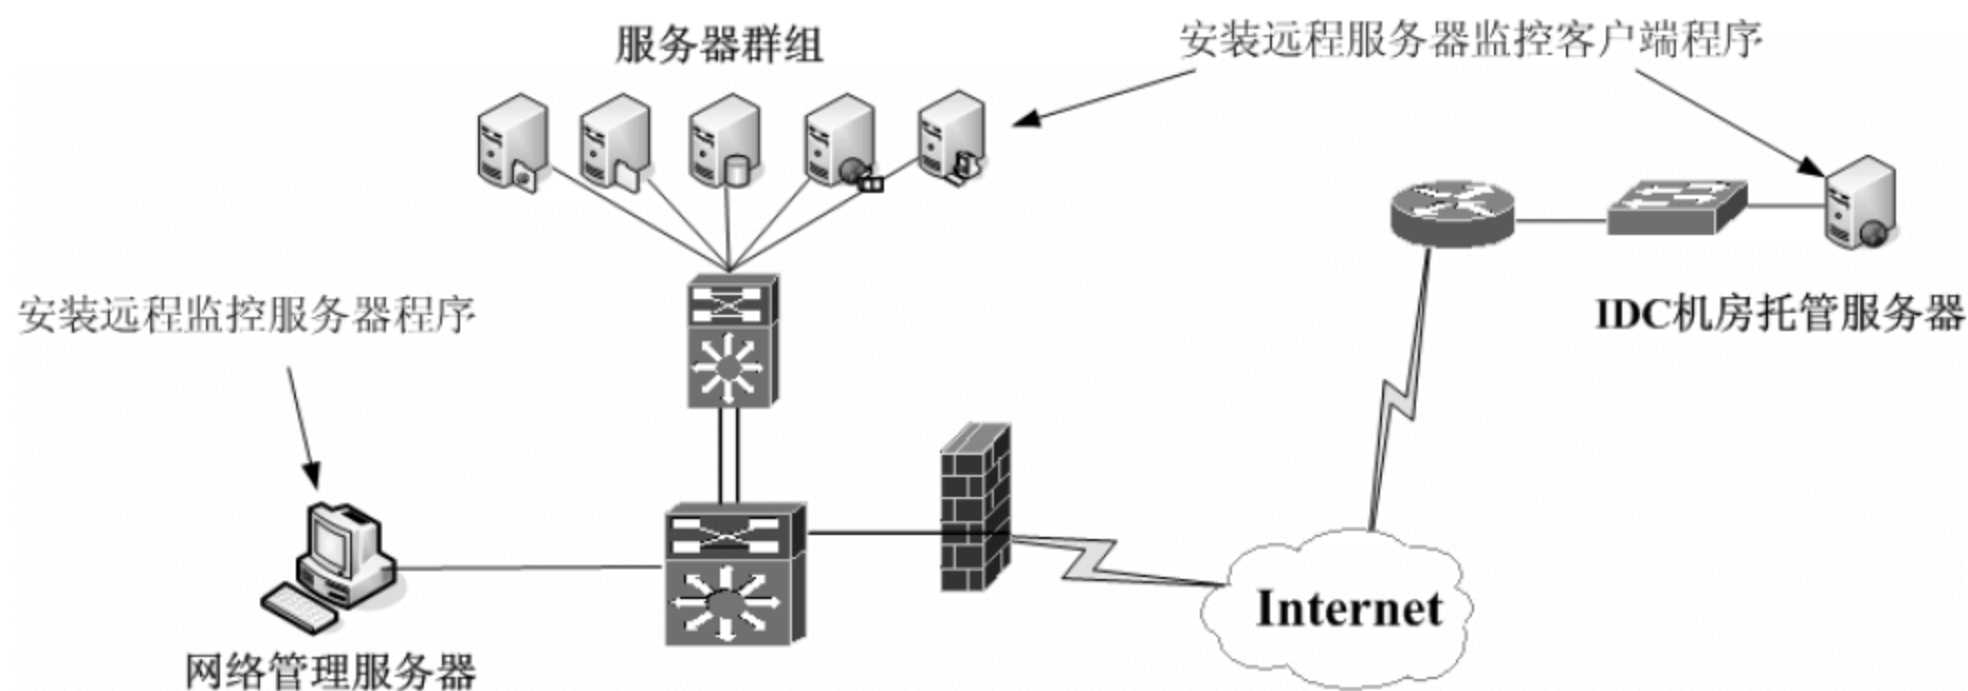 服务器群组
安装远程服务器监控客户端程序
安装远程监控服务器程序
IDC机房托管服务器
Internet
网络管理服务器